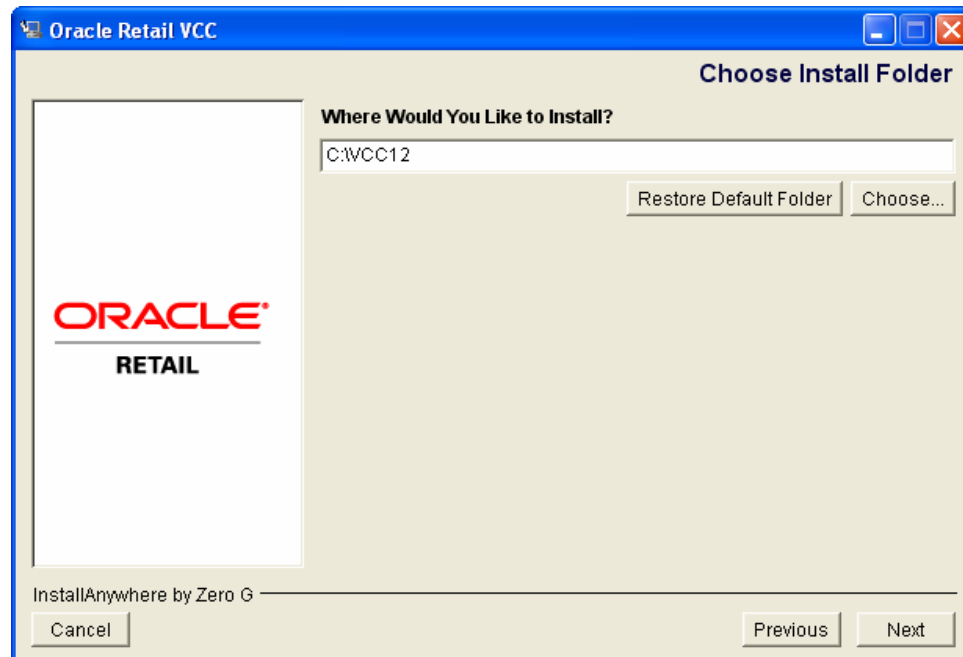 Oracle Retail VCC
Choose Install Folder
Where Would You Like to Install?
C:\VCC12
Restore Default Folder
Choose...
ORACLE®
RETAIL
InstallAnywhere by Zero G
Cancel
Previous
Next